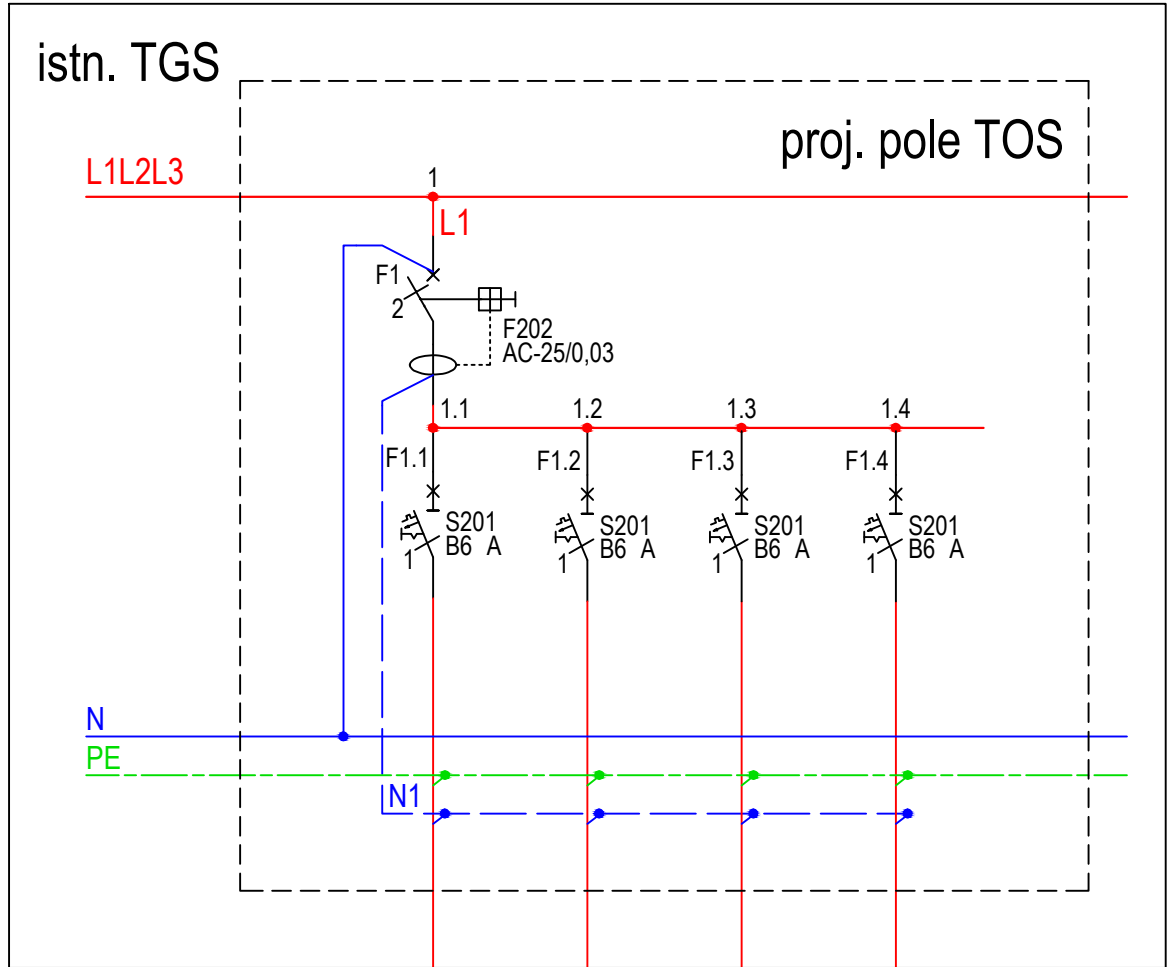 istn. TGS
proj. pole TOS
L1L2L3
1
L1
F1
2
F202
AC-25/0,03
1.1
1.2
1.3
1.4
F1.1
F1.2
F1.3
F1.4
S201
B6 A
1
S201
B6 A
1
S201
B6 A
1
S201
B6 A
1
N
PE
N1